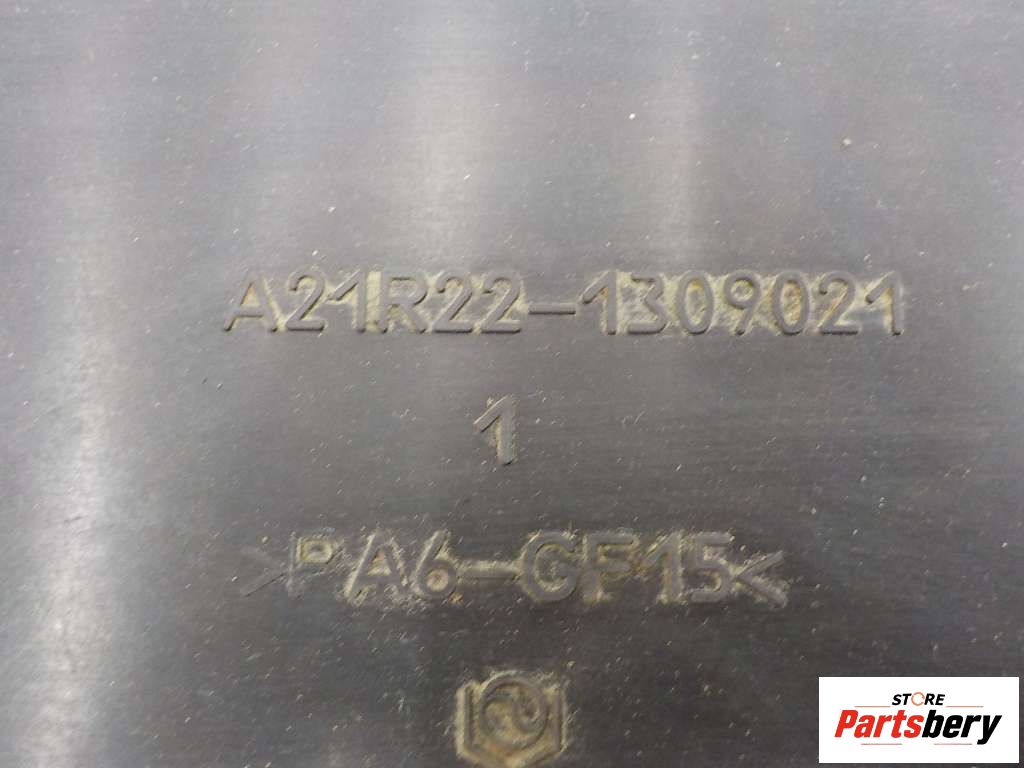 A21R22-1309021
1
>PA6-GF15<
STORE
Partsbery